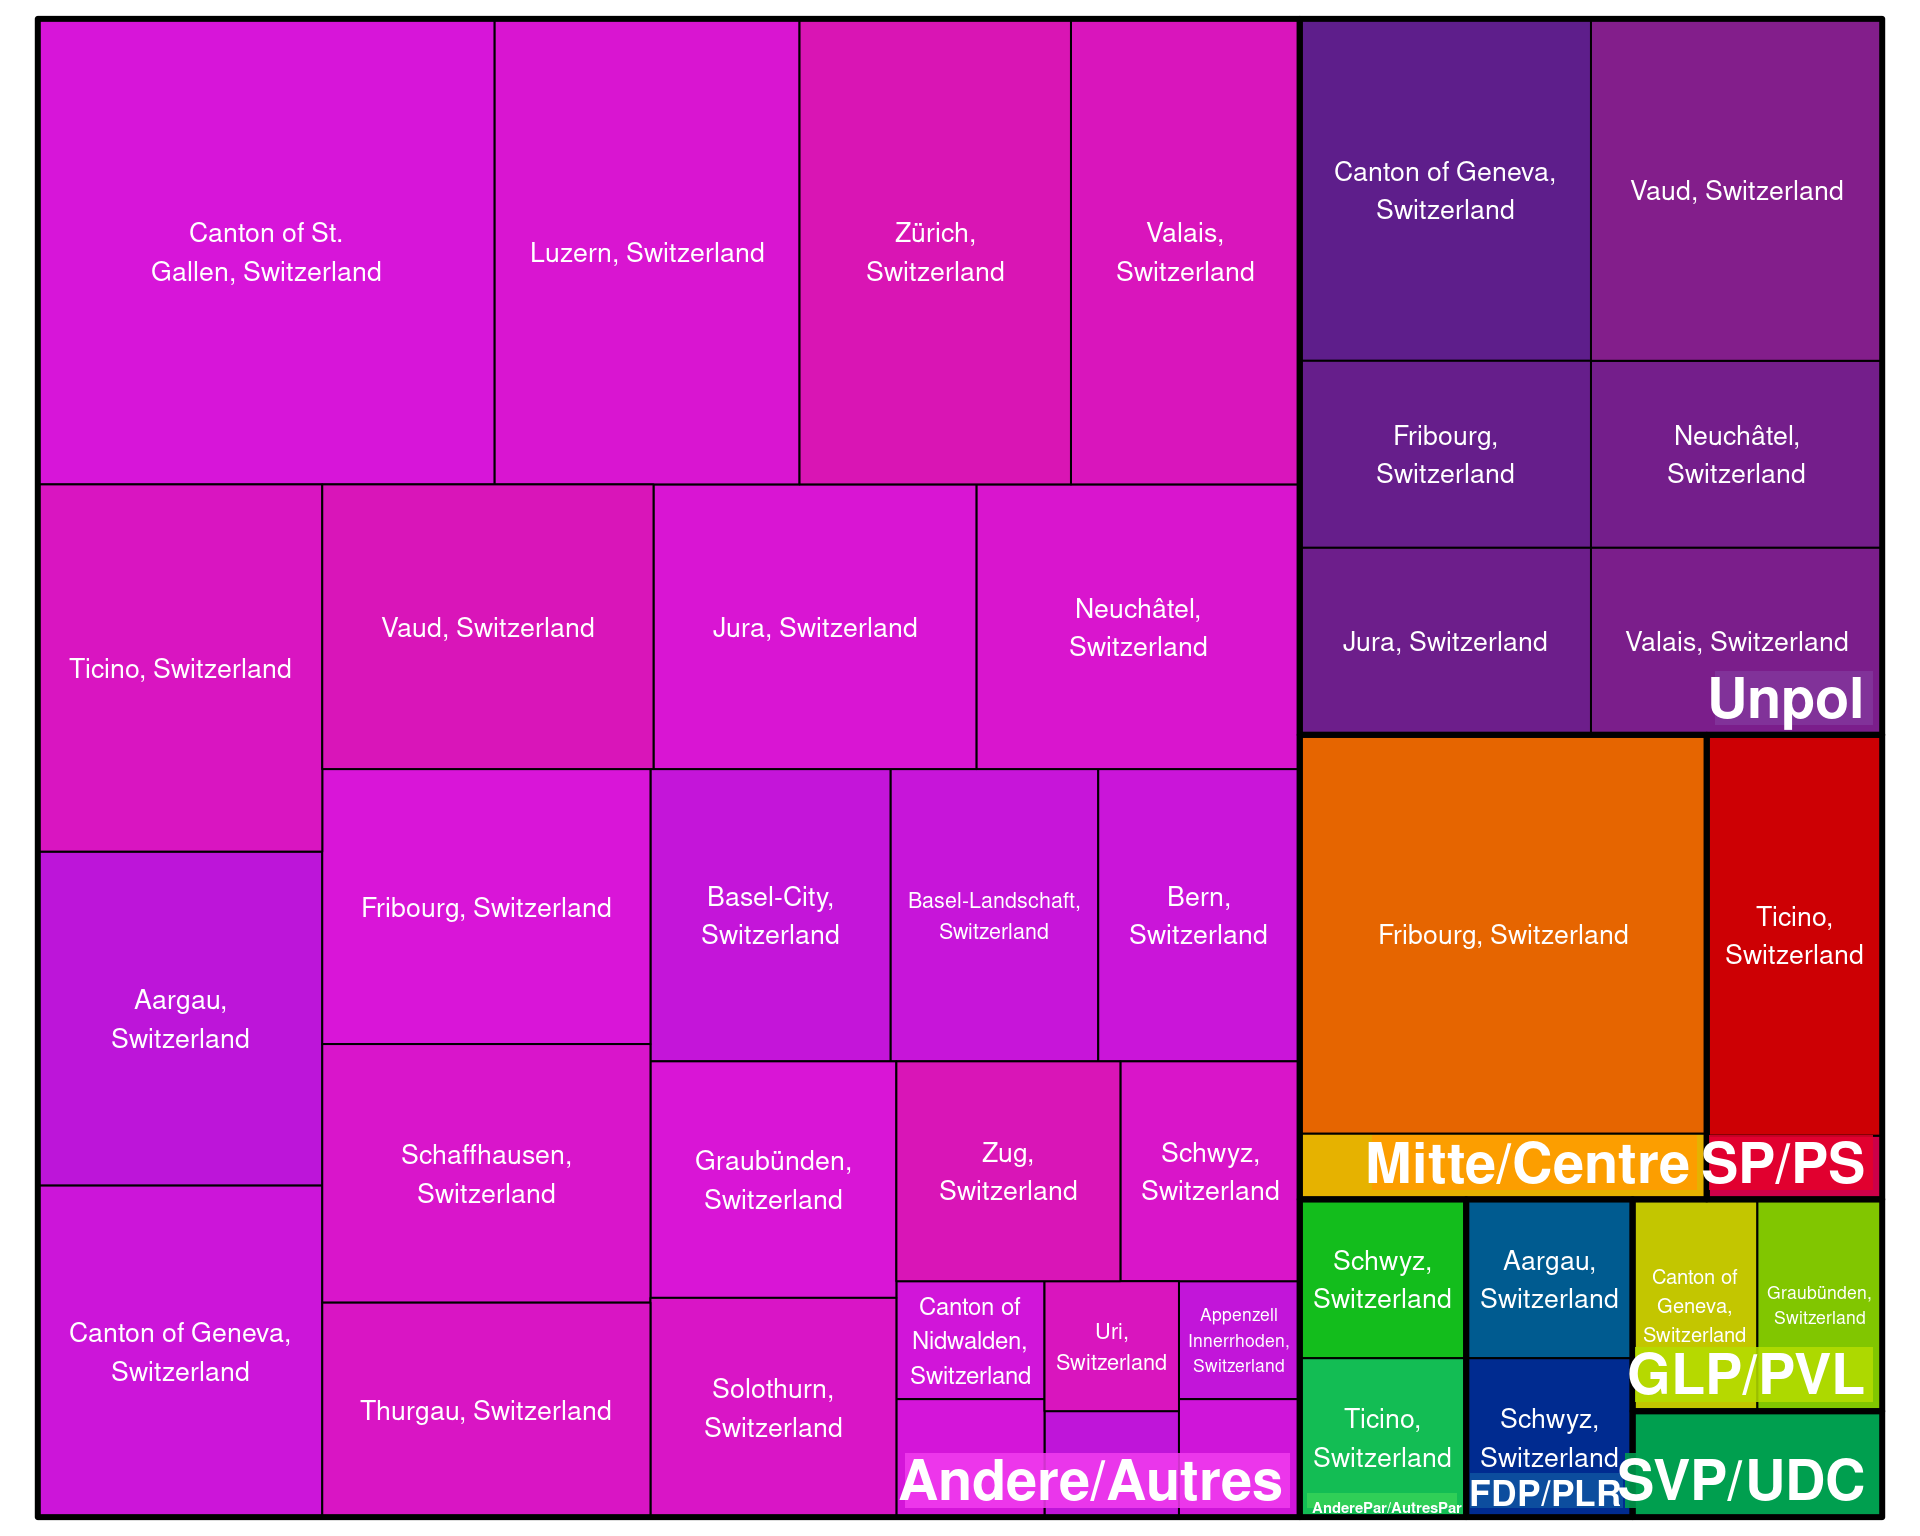 Canton of St.
Gallen, Switzerland
Luzern, Switzerland
Zürich,
Switzerland
Valais,
Switzerland
Ticino, Switzerland
Vaud, Switzerland
Jura, Switzerland
Neuchâtel,
Switzerland
Aargau,
Switzerland
Fribourg, Switzerland
Basel-City,
Switzerland
Basel-Landschaft,
Switzerland
Bern,
Switzerland
Canton of Geneva,
Switzerland
Schaffhausen,
Switzerland
Thurgau, Switzerland
Graubünden,
Switzerland
Solothurn,
Switzerland
Zug,
Switzerland
Schwyz,
Switzerland
Canton of
Nidwalden,
Switzerland
Uri,
Switzerland
Appenzell
Innerrhoden,
Switzerland
Andere/Autres
Canton of Geneva,
Switzerland
Vaud, Switzerland
Fribourg,
Switzerland
Neuchâtel,
Switzerland
Jura, Switzerland
Valais, Switzerland
Unpol
Fribourg, Switzerland
Mitte/Centre
Ticino,
Switzerland
SP/PS
Schwyz,
Switzerland
Ticino,
Switzerland
AnderePar/AutresPar
Aargau,
Switzerland
Schwyz,
Switzerland
FDP/PLR
Canton of
Geneva,
Switzerland
Graubünden,
Switzerland
GLP/PVL
SVP/UDC